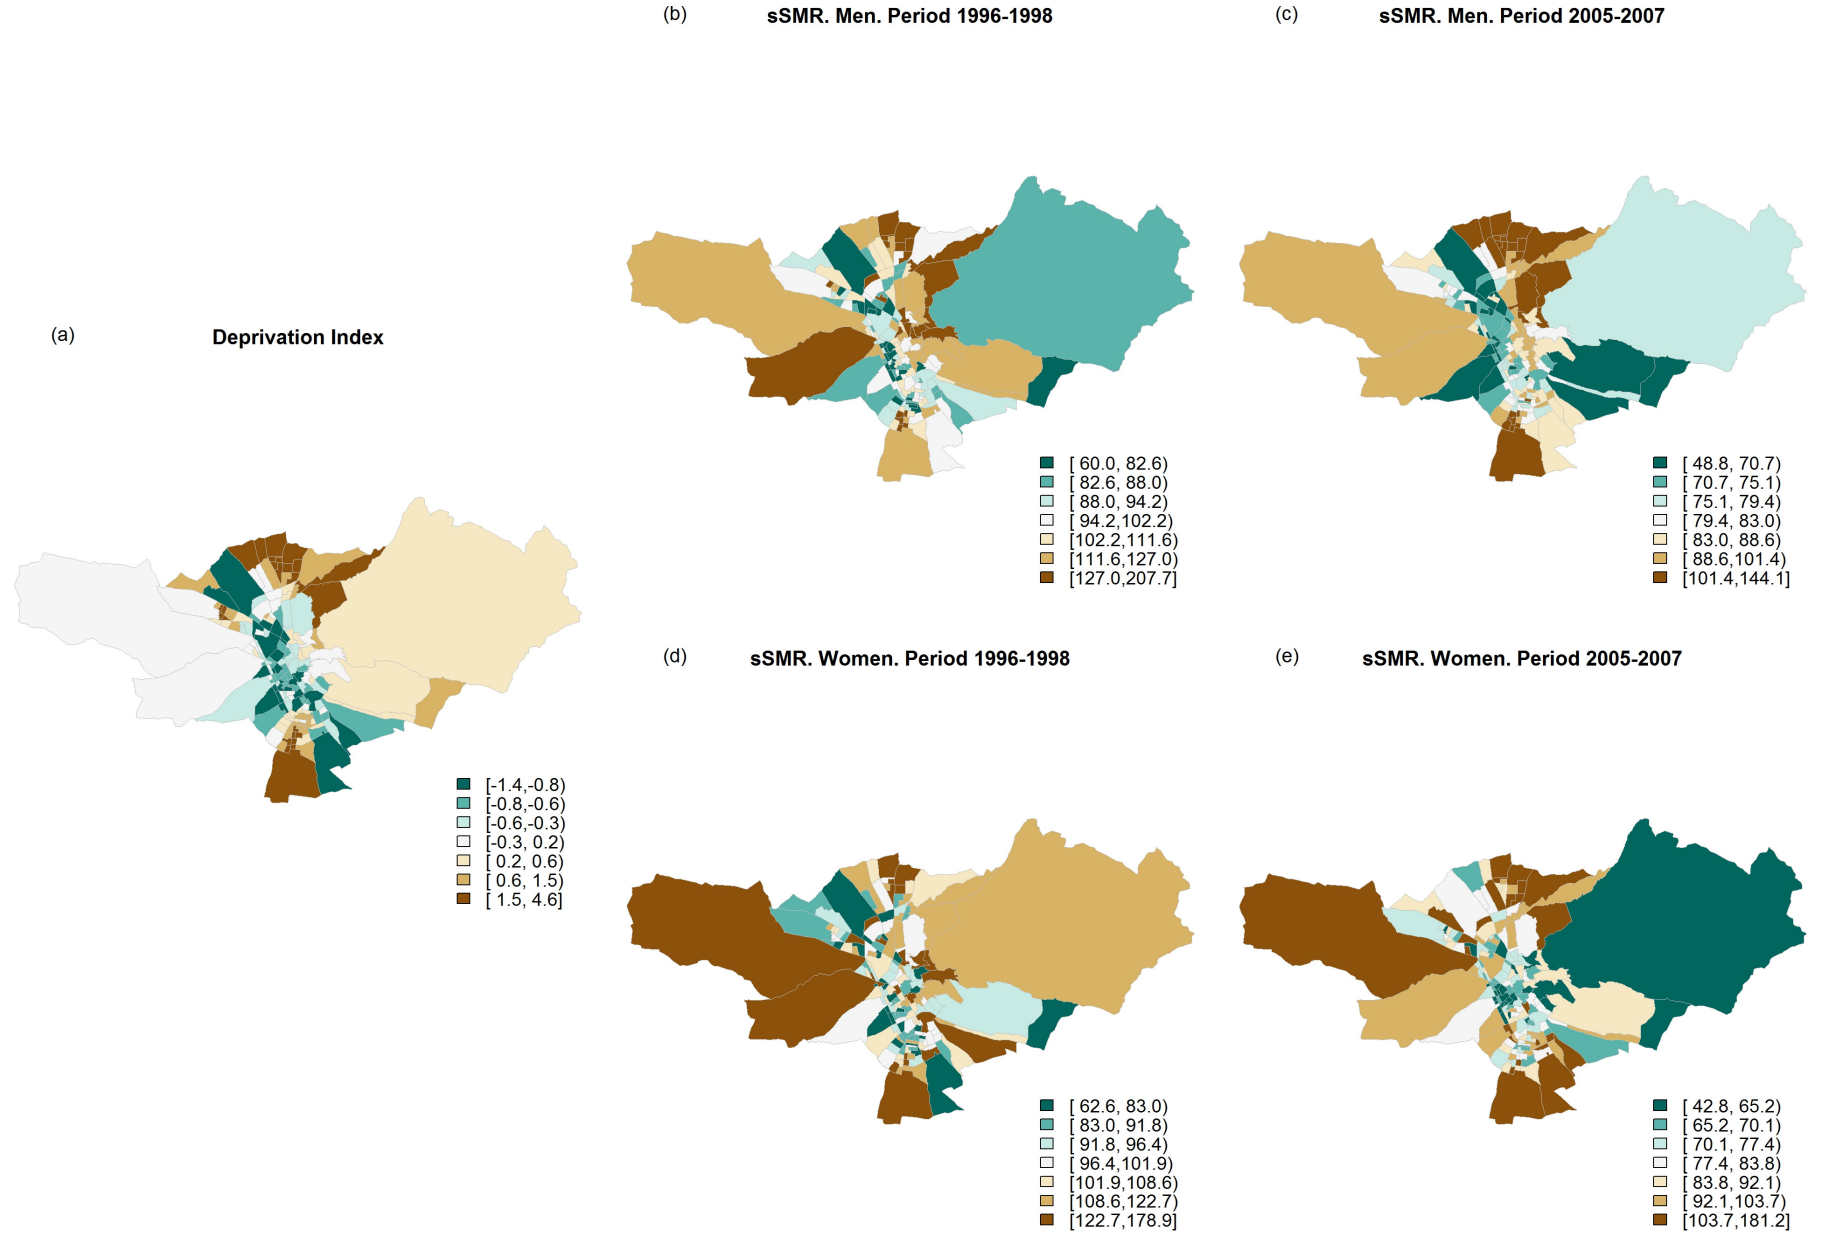 (a) Deprivation Index
[-1.4,-0.8)
[-0.8,-0.6)
[-0.6,-0.3)
[-0.3, 0.2)
[ 0.2, 0.6)
[ 0.6, 1.5)
[ 1.5, 4.6]
(b) sSMR. Men. Period 1996-1998
[ 60.0, 82.6)
[ 82.6, 88.0)
[ 88.0, 94.2)
[ 94.2,102.2)
[102.2,111.6)
[111.6,127.0)
[127.0,207.7]
(c) sSMR. Men. Period 2005-2007
[ 48.8, 70.7)
[ 70.7, 75.1)
[ 75.1, 79.4)
[ 79.4, 83.0)
[ 83.0, 88.6)
[ 88.6,101.4)
[101.4,144.1]
(d) sSMR. Women. Period 1996-1998
[ 62.6, 83.0)
[ 83.0, 91.8)
[ 91.8, 96.4)
[ 96.4,101.9)
[101.9,108.6)
[108.6,122.7)
[122.7,178.9]
(e) sSMR. Women. Period 2005-2007
[ 42.8, 65.2)
[ 65.2, 70.1)
[ 70.1, 77.4)
[ 77.4, 83.8)
[ 83.8, 92.1)
[ 92.1,103.7)
[103.7,181.2]